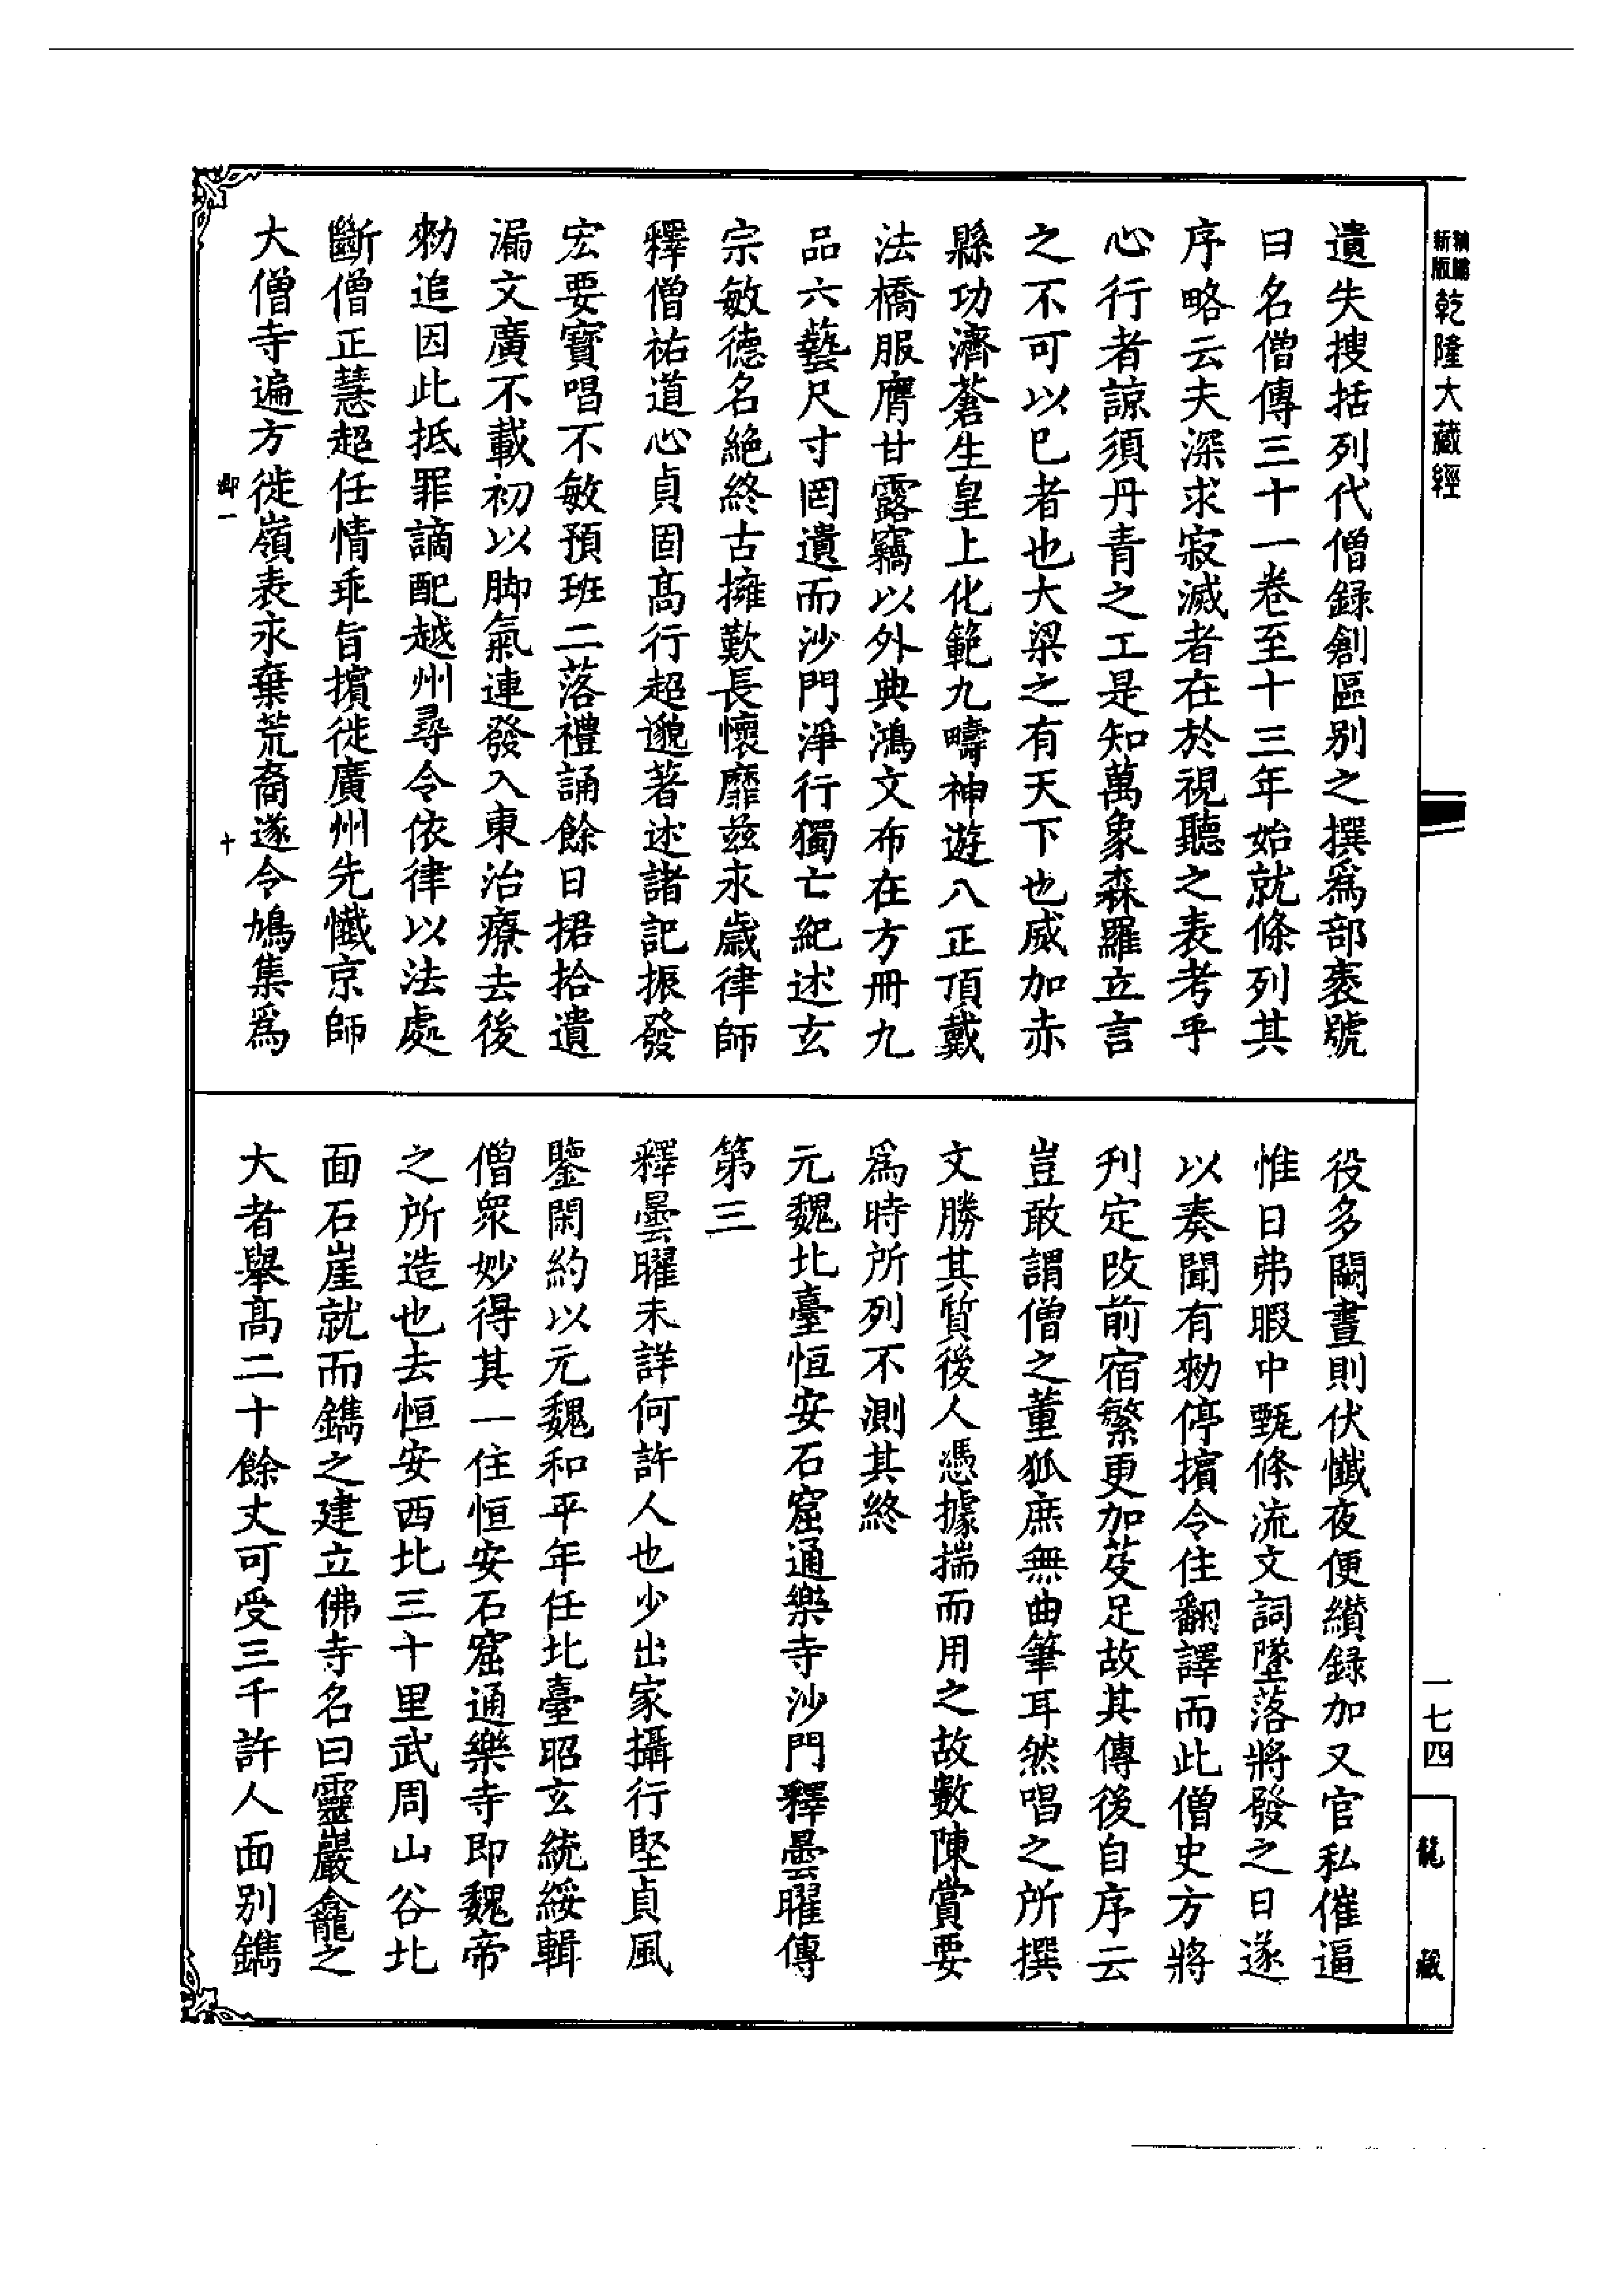 新版 精縮 乾隆大藏經
一七四
龍藏
遺失搜括列代僧録創區别之撰爲部袠號
曰名僧傳三十一卷至十三年始就條列其
序略云夫深求寂滅者在於視聽之表考乎
心行者諒須丹青之工是知萬象森羅立言
之不可以已者也大梁之有天下也威加赤
縣功濟蒼生皇上化範九疇神遊八正頂戴
法橋服膺甘露竊以外典鴻文布在方冊九
品六藝尺寸罔遺而沙門淨行獨亡紀述玄
宗敏德名絶終古擁歎長懷靡兹永歲律師
釋僧祐道心貞固髙行超邈著述諸記振發
宏要寶唱不敏預班二落禮誦餘日捃拾遺
漏文廣不載初以脚氣連發入東治療去後
勑追因此抵罪謫配越州尋令依律以法處
斷僧正慧超任情乖旨擯徙廣州先懺京師
大僧寺遍方徙嶺表永棄荒裔遂令鳩集爲
卿一
十
役多闕晝則伏懺夜便纉録加又官私催逼
惟日弗暇中甄條流文詞墜落將發之日遂
以奏聞有勑停擯令住翻譯而此僧史方將
刋定改前宿繁更加芟足故其傳後自序云
豈敢謂僧之董狐庶無曲筆耳然唱之所撰
文勝其質後人憑據揣而用之故數陳賞要
爲時所列不測其終
元魏北臺恒安石窟通樂寺沙門釋曇曜傳
第三
釋曇曜未詳何許人也少出家攝行堅貞風
鑒閑約以元魏和平年任北臺昭玄統綏輯
僧衆妙得其一住恒安石窟通樂寺即魏帝
之所造也去恒安西北三十里武周山谷北
面石崖就而鐫之建立佛寺名曰靈巖龕之
大者舉髙二十餘丈可受三千許人面别鐫